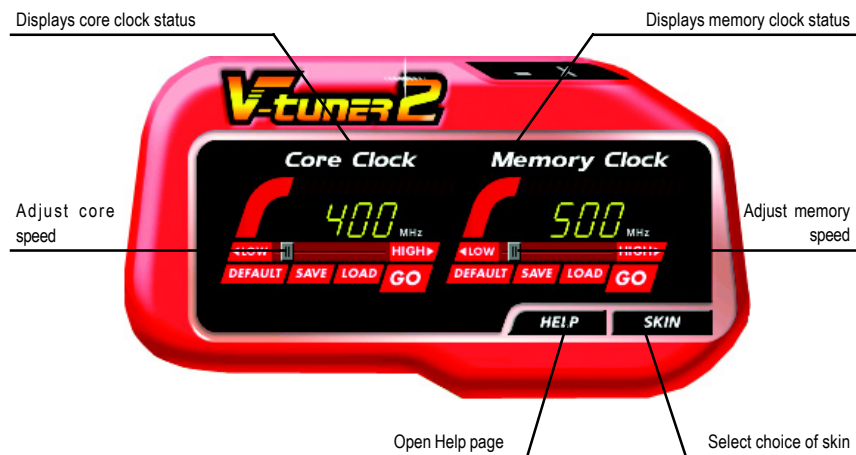 Displays core clock status
Displays memory clock status
V-tuner 2
Core Clock
Memory Clock
Adjust core
speed
400 MHz
500 MHz
Adjust memory
speed
◄LOW HIGH►
◄LOW HIGH►
DEFAULT SAVE LOAD GO
DEFAULT SAVE LOAD GO
HELP SKIN
Open Help page
Select choice of skin